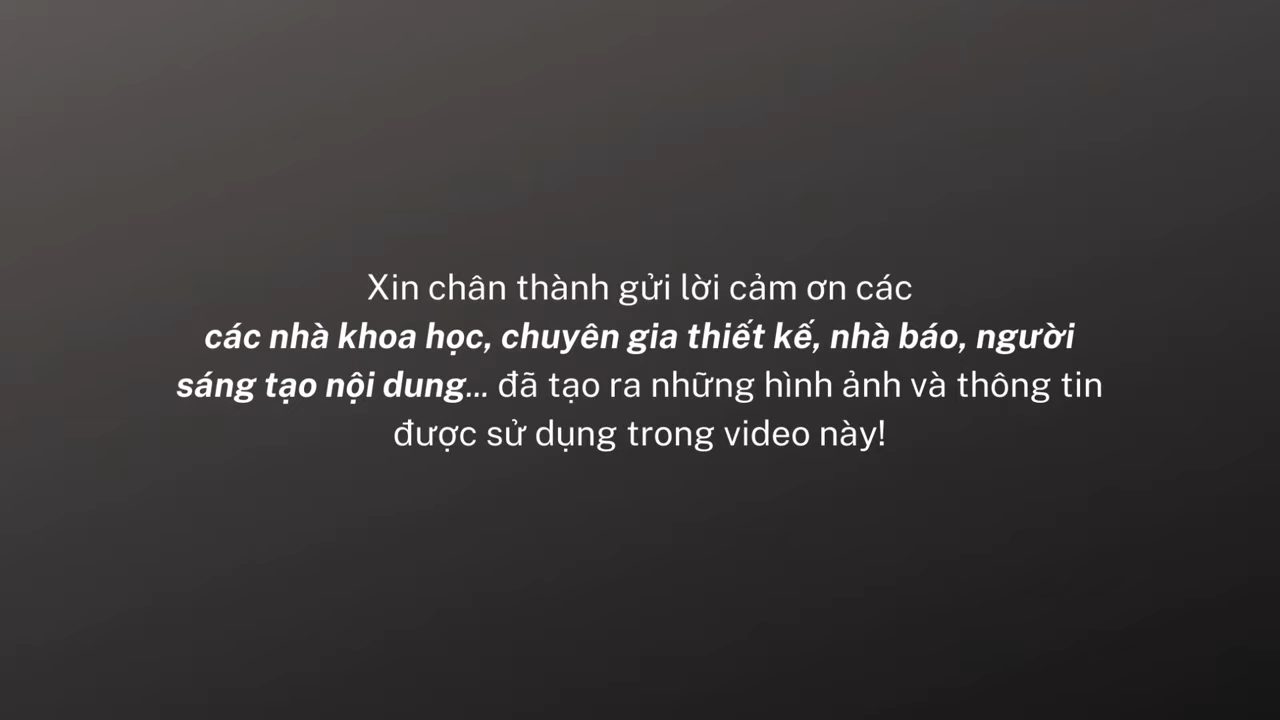 Xin chân thành gửi lời cảm ơn các
các nhà khoa học, chuyên gia thiết kế, nhà báo, người
sáng tạo nội dung... đã tạo ra những hình ảnh và thông tin
được sử dụng trong video này!